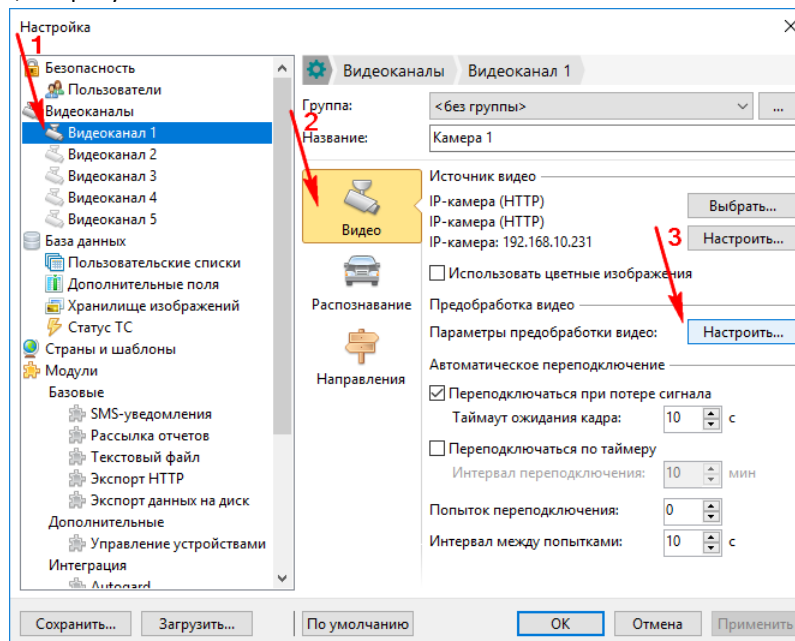 Настройка
1
Безопасность
Пользователи
Видеоканалы
Видеоканал 1
Видеоканал 2
Видеоканал 3
Видеоканал 4
Видеоканал 5
База данных
Пользовательские списки
Дополнительные поля
Хранилище изображений
Статус ТС
Страны и шаблоны
Модули
Базовые
SMS-уведомления
Рассылка отчетов
Текстовый файл
Экспорт HTTP
Экспорт данных на диск
Дополнительные
Управление устройствами
Интеграция
Autogard
Видеоканалы Видеоканал 1
Группа: <без группы> ...
2
Название: Камера 1
Видео
Распознавание
Направления
Источник видео
IP-камера (HTTP) Выбрать...
IP-камера (HTTP)
IP-камера: 192.168.10.231 3 Настроить...
Использовать цветные изображения
Предобработка видео
Параметры предобработки видео: Настроить...
Автоматическое переподключение
Переподключаться при потере сигнала
Таймаут ожидания кадра: 10 с
Переподключаться по таймеру
Интервал переподключения: 10 мин
Попыток переподключения: 0
Интервал между попытками: 10 с
Сохранить... Загрузить... По умолчанию OK Отмена Применить